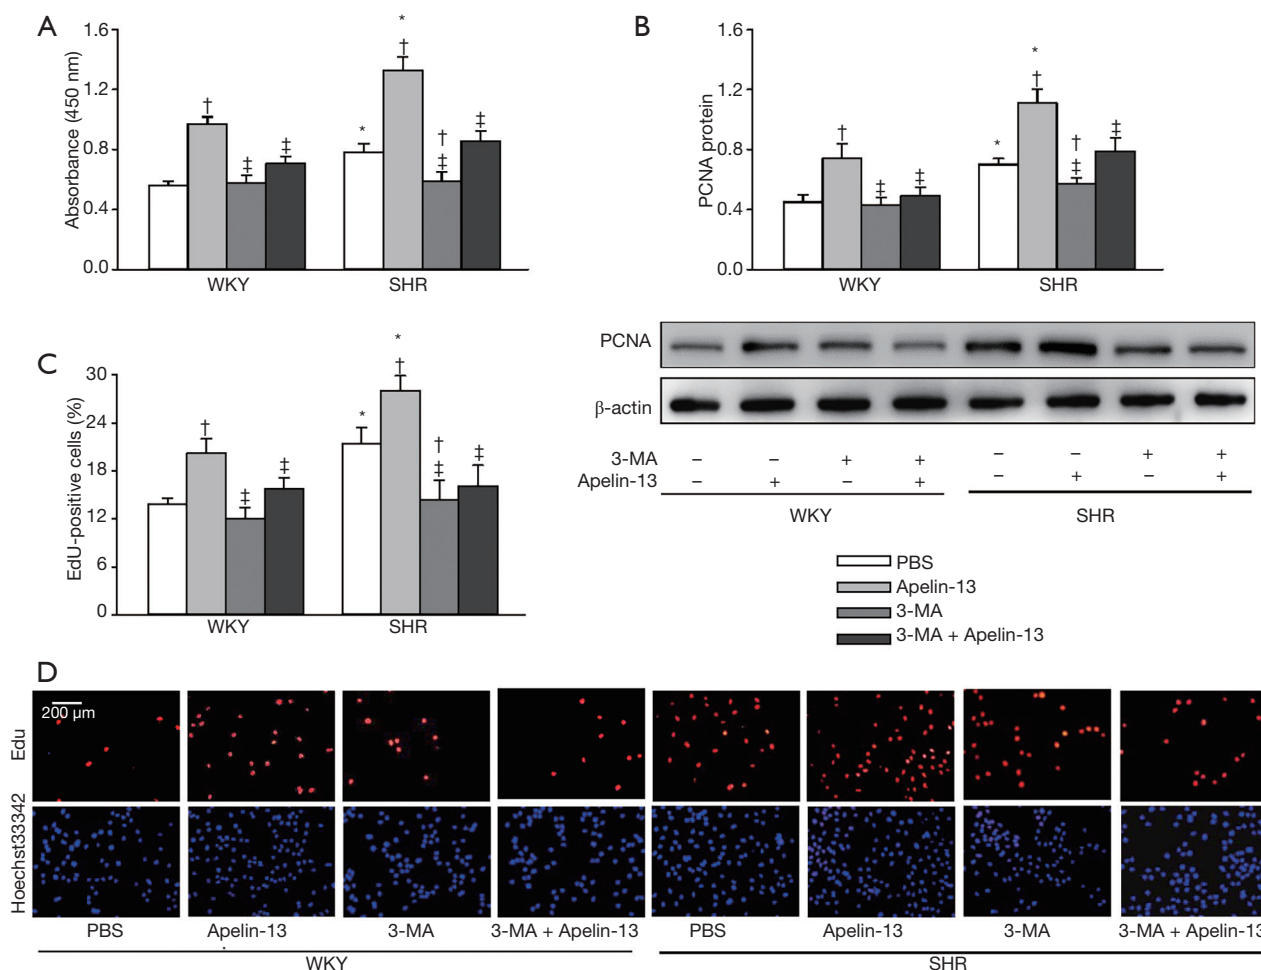 A
Absorbance (450 nm)
1.6
1.2
0.8
0.4
0.0
†
‡
‡
*
*
†
†
‡
‡
WKY SHR
B
PCNA protein
1.6
1.2
0.8
0.4
0.0
†
‡
‡
*
*
†
†
‡
‡
WKY SHR
PCNA
β-actin
3-MA – – + + – – + +
Apelin-13 – + – + – + – +
WKY SHR
C
EdU-positive cells (%)
30
24
18
12
6
0
†
‡
‡
*
*
†
†
‡
‡
WKY SHR
PBS
Apelin-13
3-MA
3-MA + Apelin-13
D
200 µm
Edu
Hoechst33342
PBS Apelin-13 3-MA 3-MA + Apelin-13 PBS Apelin-13 3-MA 3-MA + Apelin-13
WKY SHR